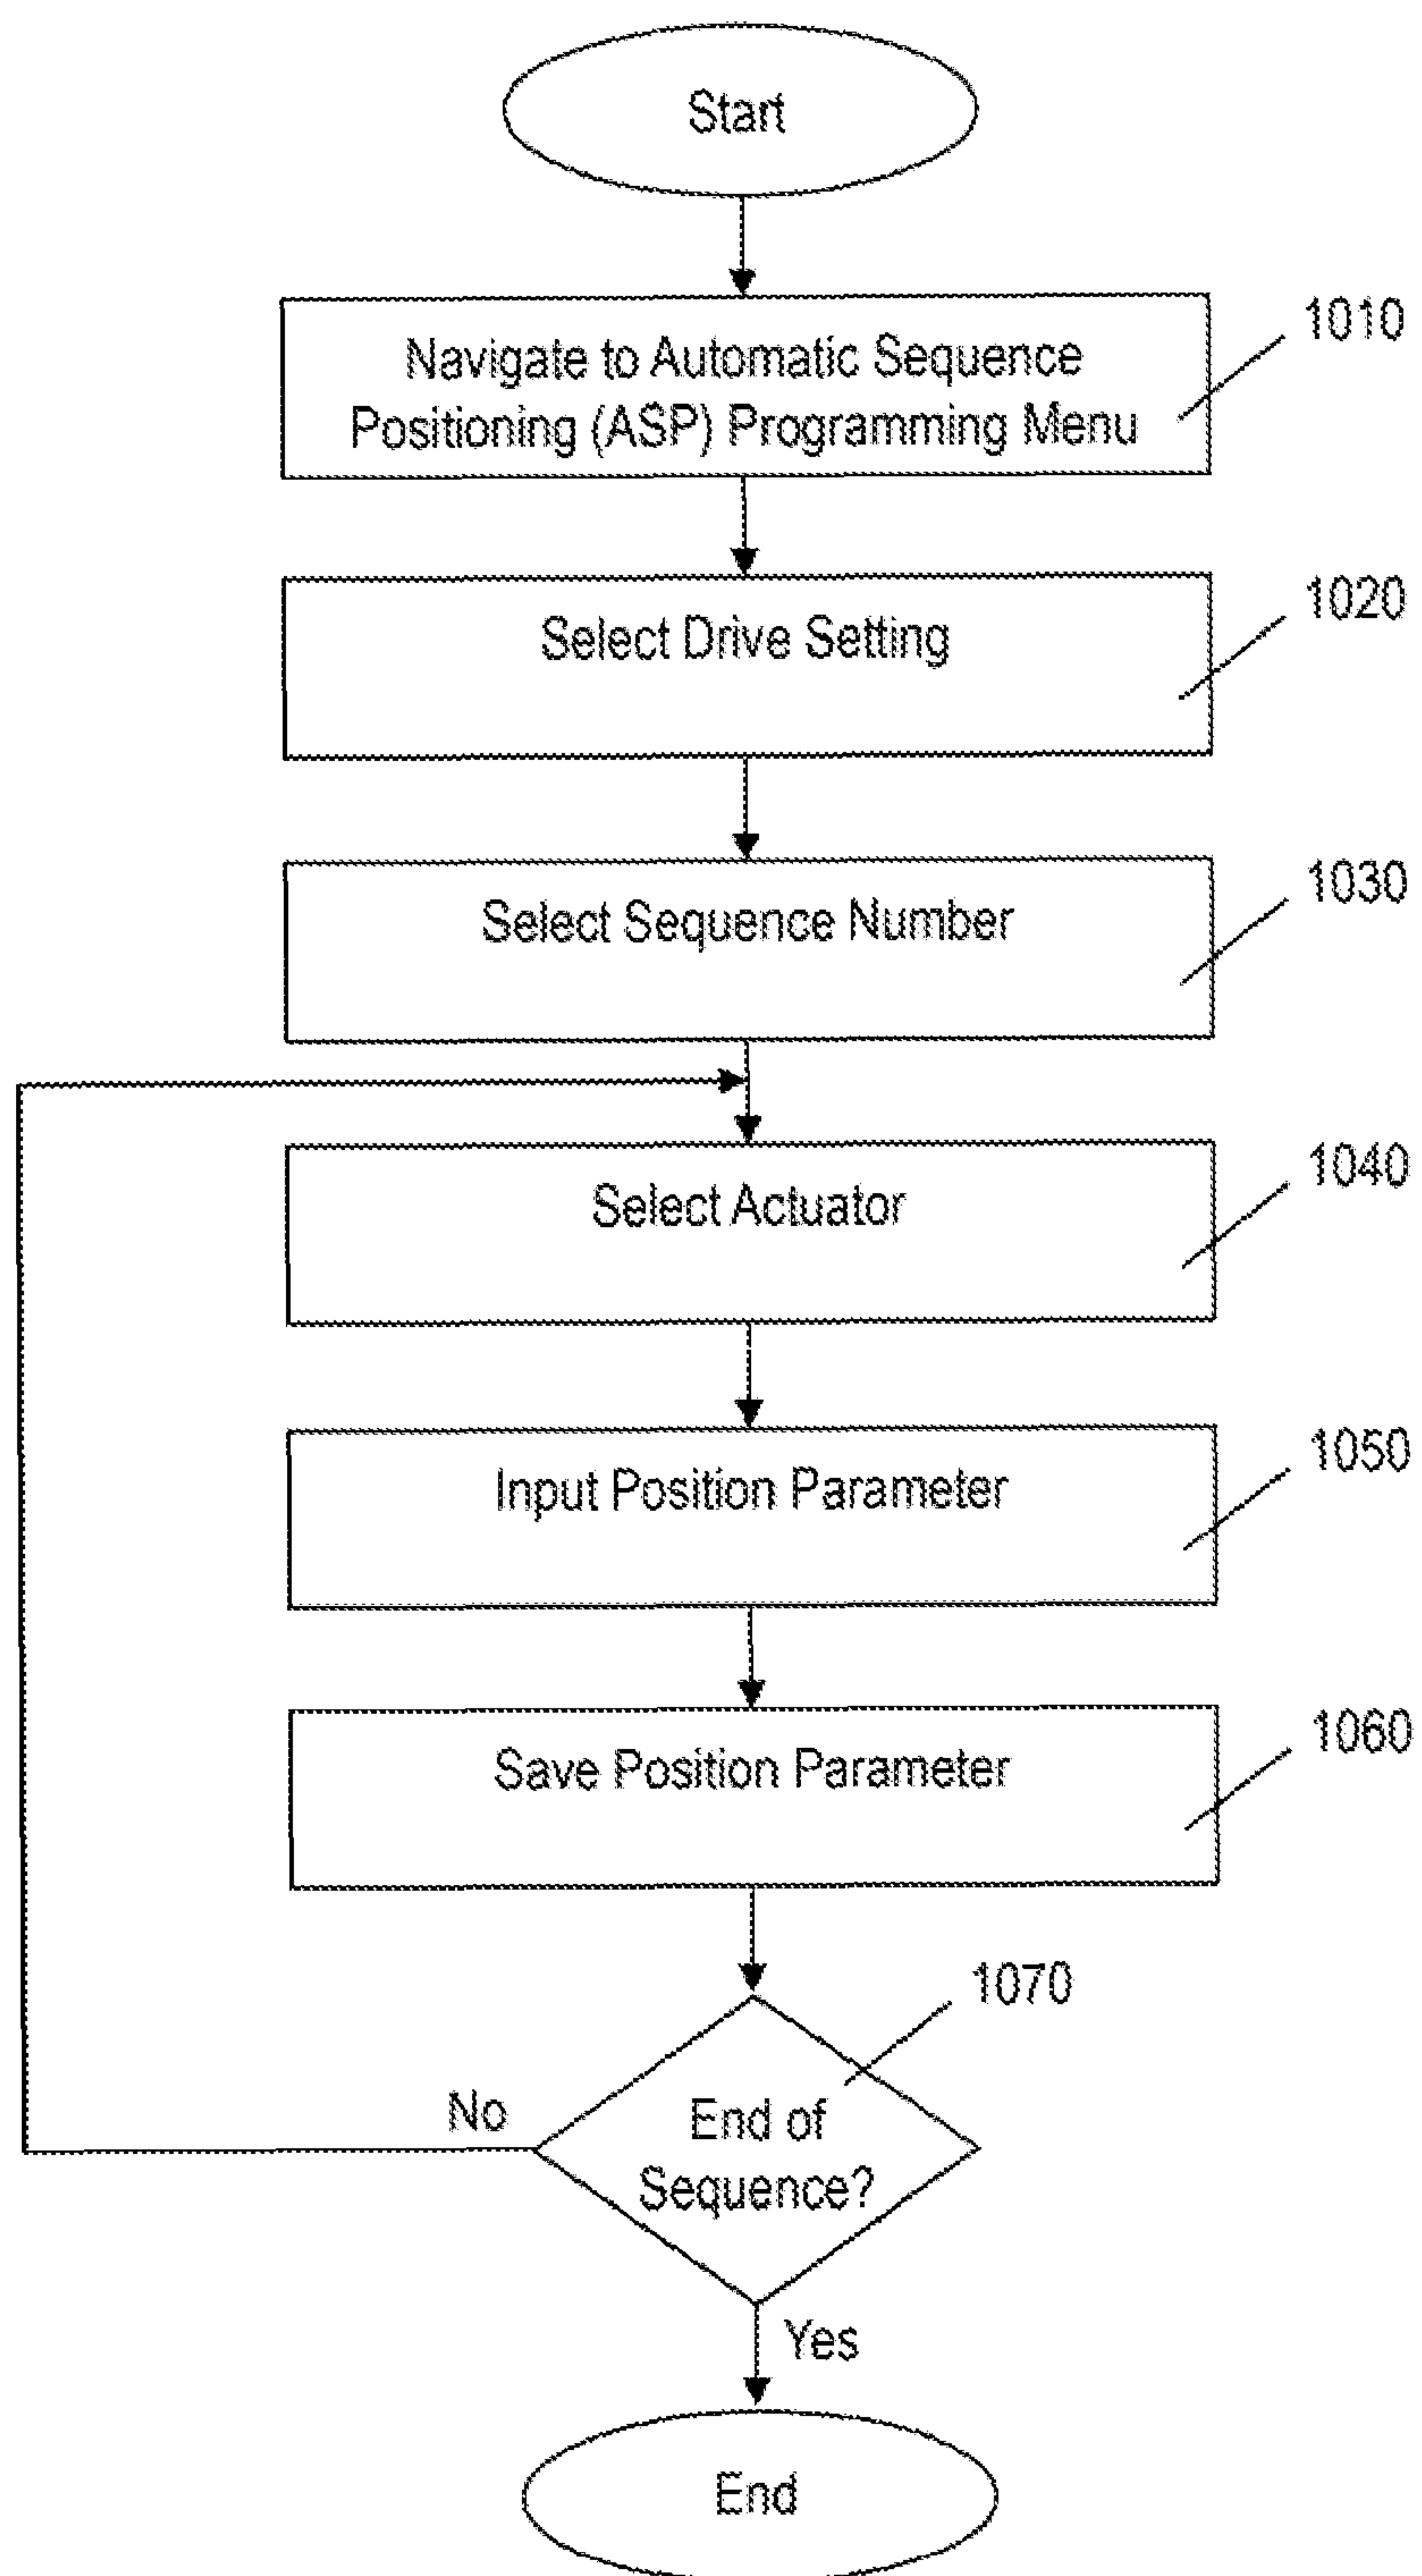 Start
Navigate to Automatic Sequence
Positioning (ASP) Programming Menu
1010
Select Drive Setting
1020
Select Sequence Number
1030
Select Actuator
1040
Input Position Parameter
1050
Save Position Parameter
1060
1070
No
End of
Sequence?
Yes
End